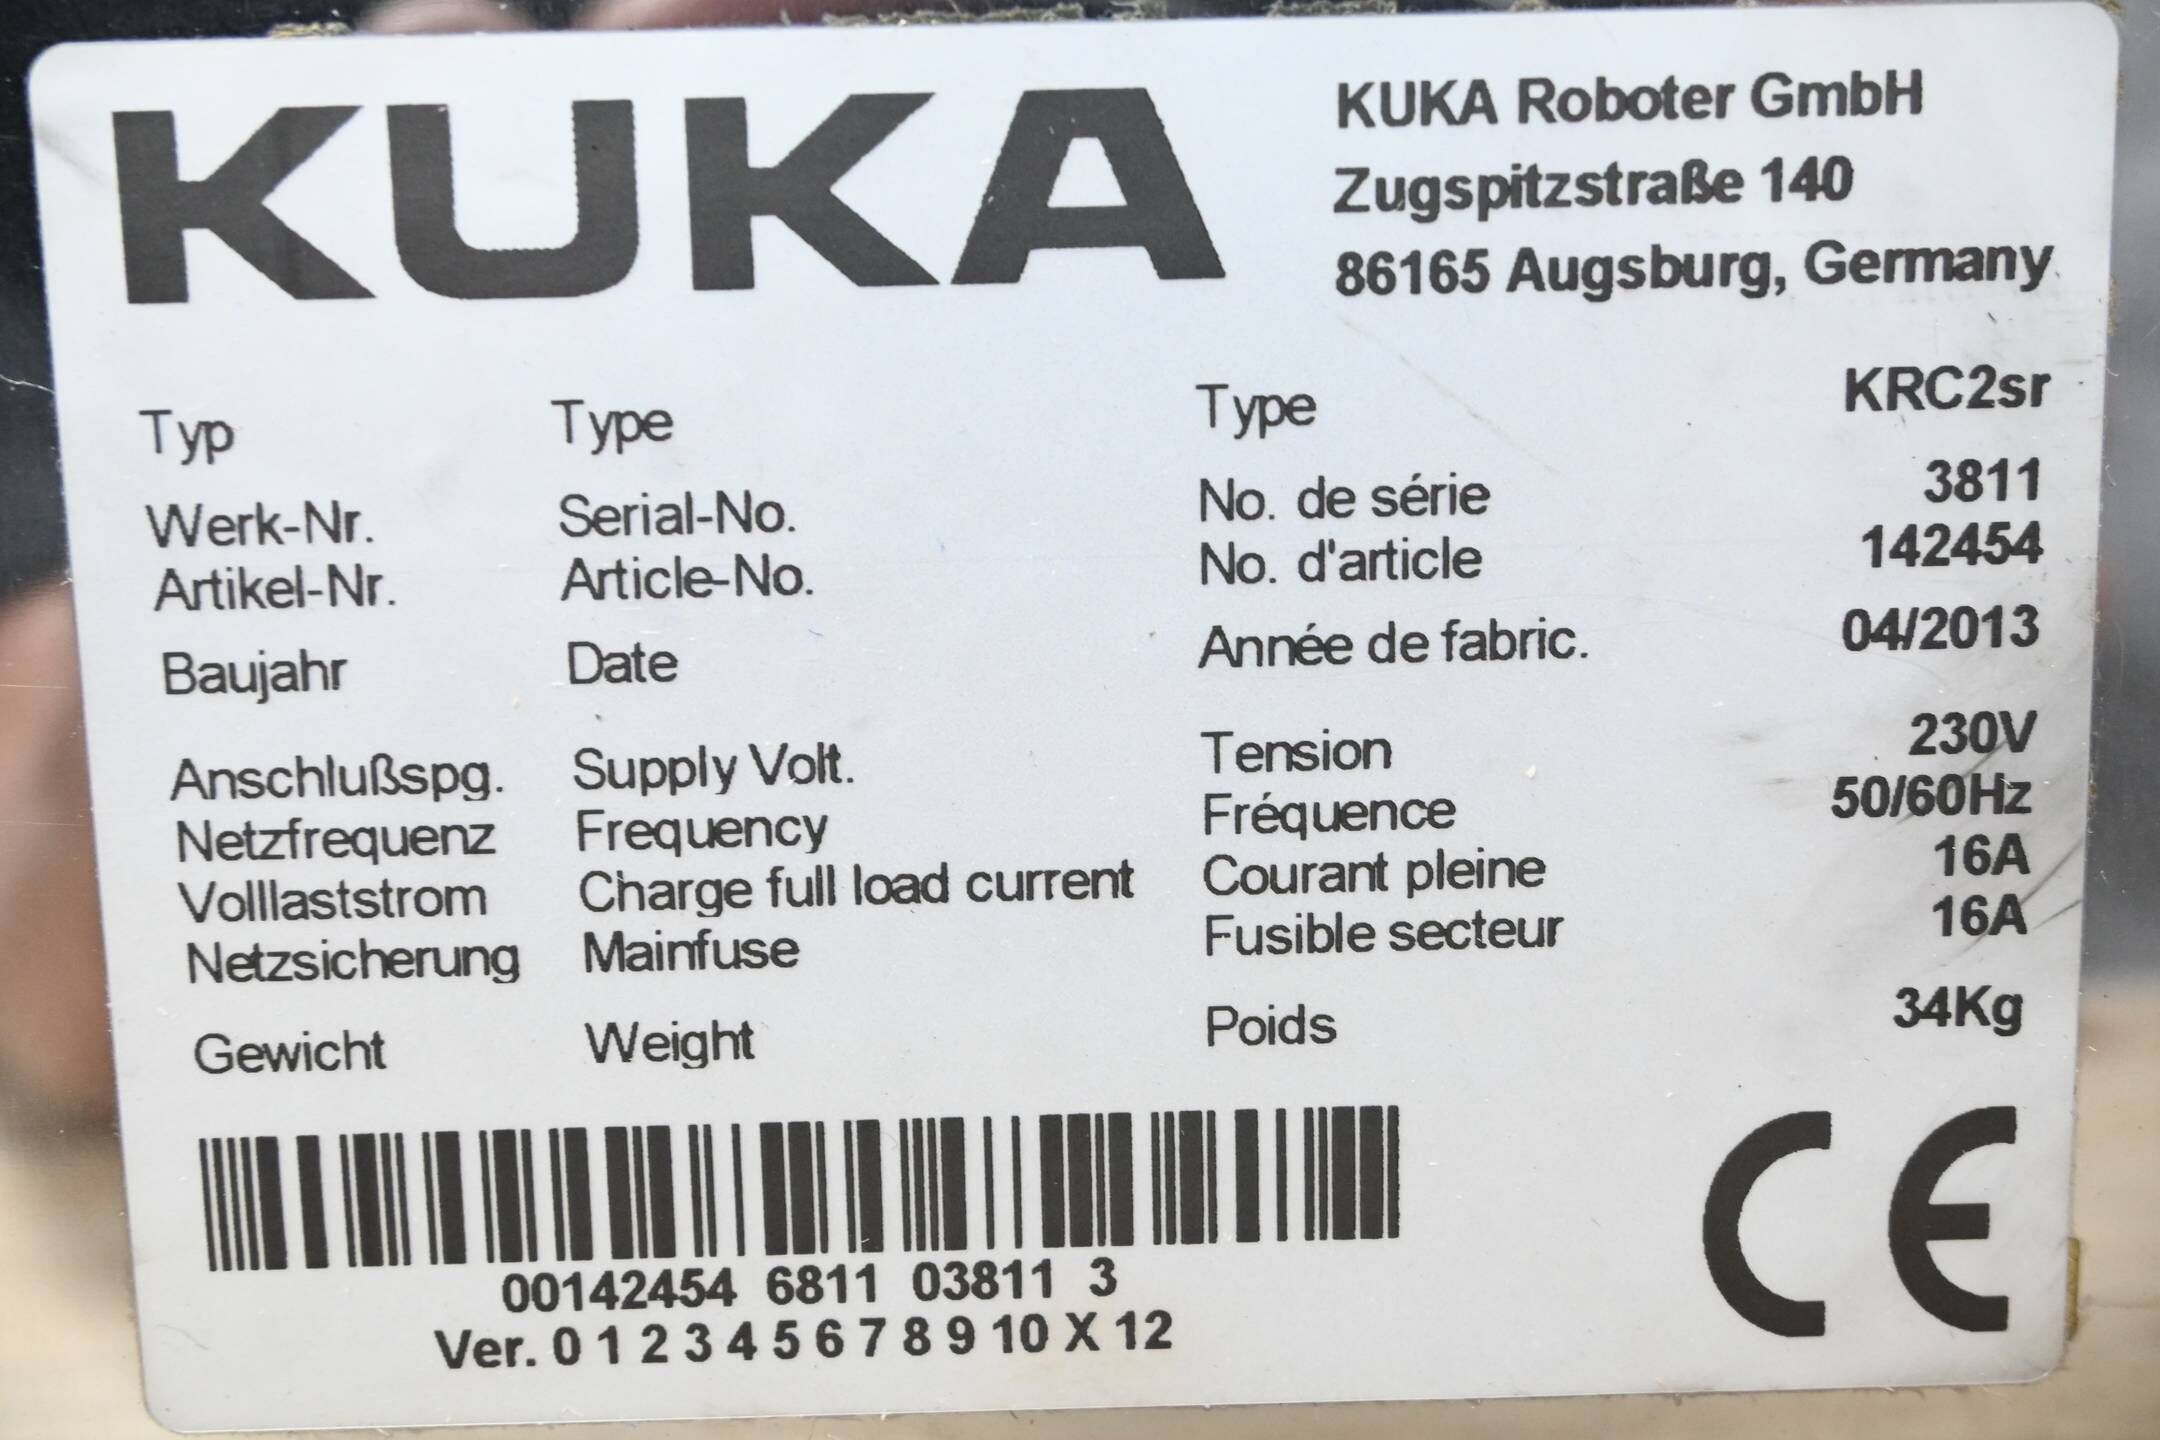 KUKA
KUKA Roboter GmbH
Zugspitzstraße 140
86165 Augsburg, Germany
Typ Type Type KRC2sr
Werk-Nr. Serial-No. No. de série 3811
Artikel-Nr. Article-No. No. d'article 142454
Baujahr Date Année de fabric. 04/2013
Anschlußspg. Supply Volt. Tension 230V
Netzfrequenz Frequency Fréquence 50/60Hz
Volllaststrom Charge full load current Courant pleine 16A
Netzsicherung Mainfuse Fusible secteur 16A
Gewicht Weight Poids 34Kg
00142454 6811 03811 3
Ver. 0 1 2 3 4 5 6 7 8 9 10 X 12
CE